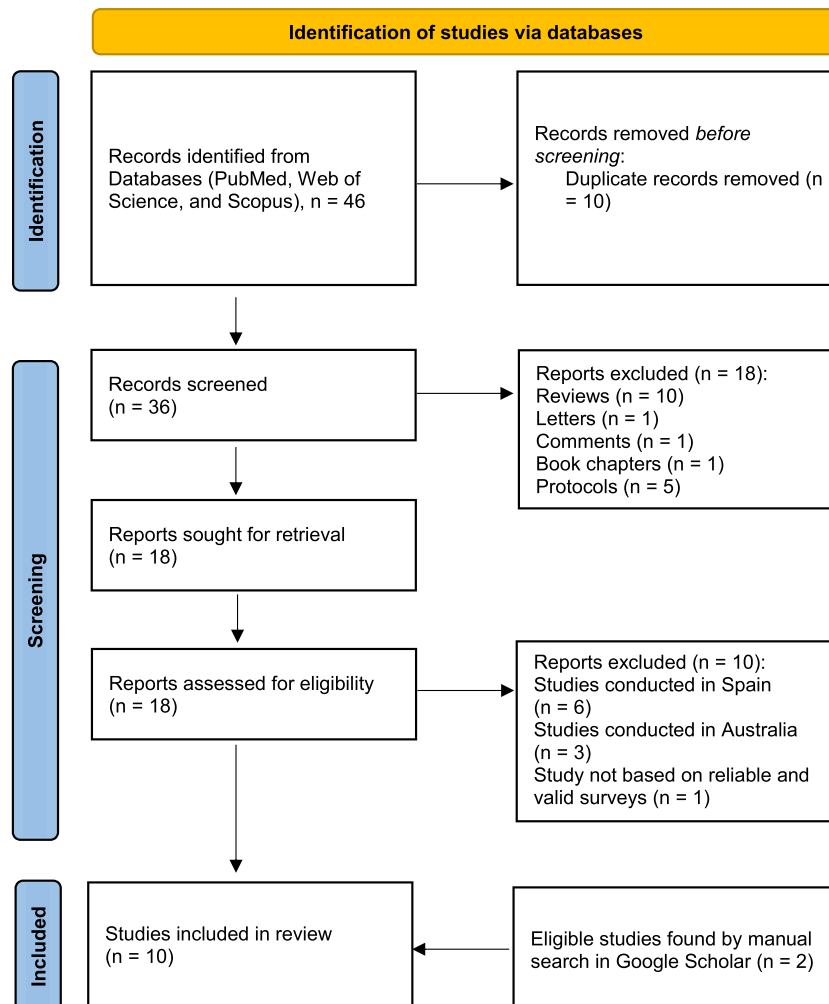 Identification of studies via databases
Identification
Records identified from
Databases (PubMed, Web of
Science, and Scopus), n = 46
Records removed before
screening:
Duplicate records removed (n
= 10)
Screening
Records screened
(n = 36)
Reports excluded (n = 18):
Reviews (n = 10)
Letters (n = 1)
Comments (n = 1)
Book chapters (n = 1)
Protocols (n = 5)
Reports sought for retrieval
(n = 18)
Reports assessed for eligibility
(n = 18)
Reports excluded (n = 10):
Studies conducted in Spain
(n = 6)
Studies conducted in Australia
(n = 3)
Study not based on reliable and
valid surveys (n = 1)
Included
Studies included in review
(n = 10)
Eligible studies found by manual
search in Google Scholar (n = 2)